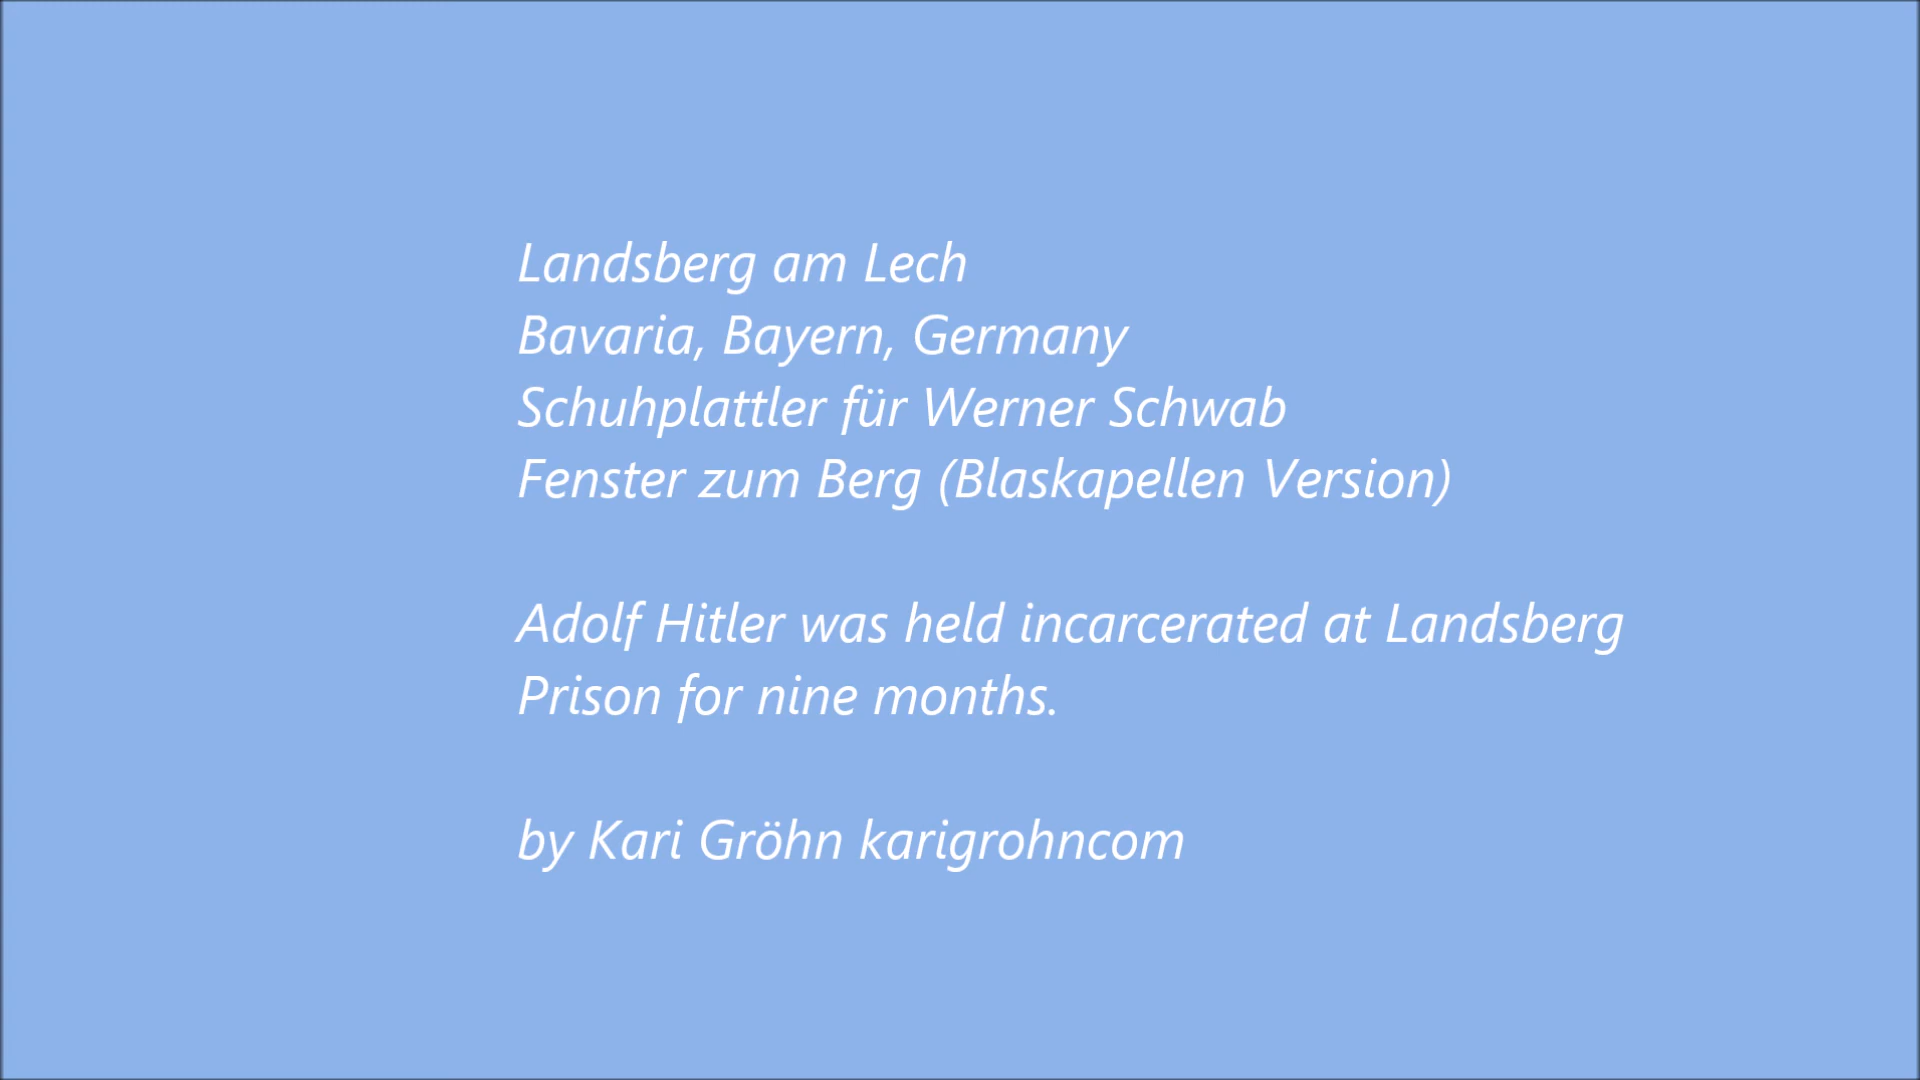 Landsberg am Lech
Bavaria, Bayern, Germany
Schuhplattler für Werner Schwab
Fenster zum Berg (Blaskapellen Version)
Adolf Hitler was held incarcerated at Landsberg
Prison for nine months.
by Kari Gröhn karigrohncom